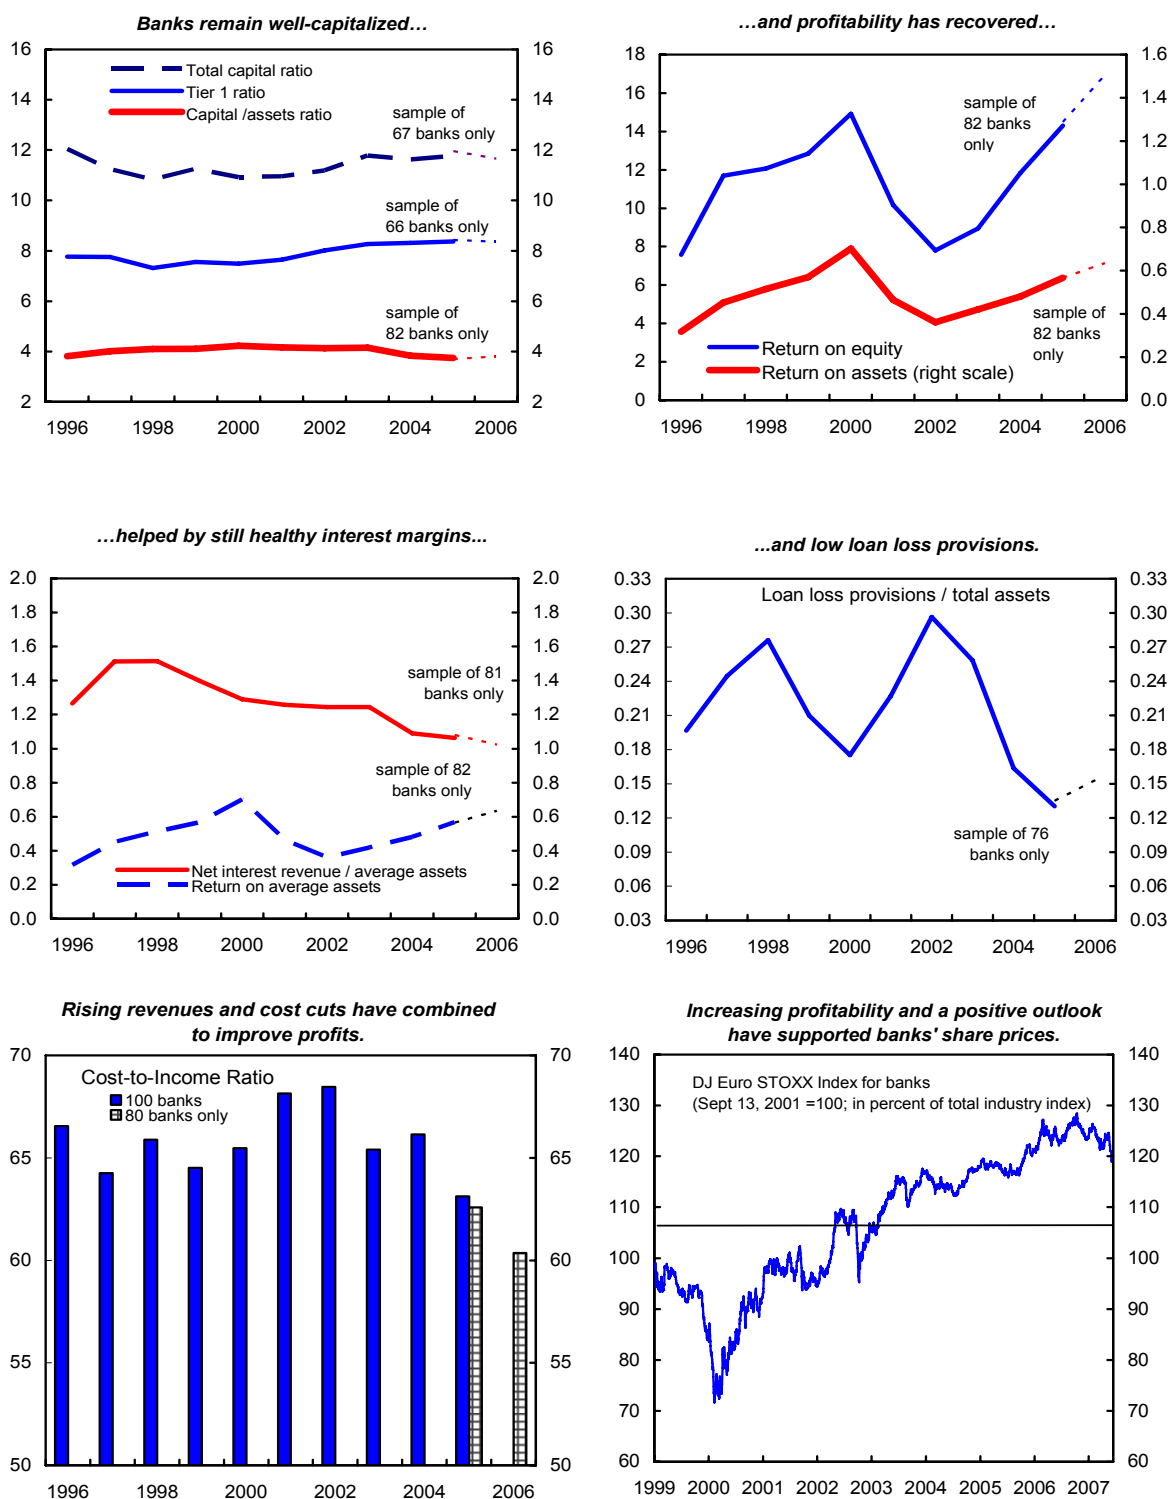 Banks remain well-capitalized…
16
14
12
10
8
6
4
2
Total capital ratio
Tier 1 ratio
Capital /assets ratio
sample of
67 banks only
sample of
66 banks only
sample of
82 banks only
16
14
12
10
8
6
4
2
1996 1998 2000 2002 2004 2006
…and profitability has recovered…
18
16
14
12
10
8
6
4
2
0
sample of
82 banks
only
sample of
82 banks
only
Return on equity
Return on assets (right scale)
1.6
1.4
1.2
1.0
0.8
0.6
0.4
0.2
0.0
1996 1998 2000 2002 2004 2006
…helped by still healthy interest margins...
2.0
1.8
1.6
1.4
1.2
1.0
0.8
0.6
0.4
0.2
0.0
sample of 81
banks only
sample of 82
banks only
Net interest revenue / average assets
Return on average assets
2.0
1.8
1.6
1.4
1.2
1.0
0.8
0.6
0.4
0.2
0.0
1996 1998 2000 2002 2004 2006
...and low loan loss provisions.
0.33
0.30
0.27
0.24
0.21
0.18
0.15
0.12
0.09
0.06
0.03
Loan loss provisions / total assets
sample of 76
banks only
0.33
0.30
0.27
0.24
0.21
0.18
0.15
0.12
0.09
0.06
0.03
1996 1998 2000 2002 2004 2006
Rising revenues and cost cuts have combined
to improve profits.
70
65
60
55
50
Cost-to-Income Ratio
100 banks
80 banks only
70
65
60
55
50
1996 1998 2000 2002 2004 2006
Increasing profitability and a positive outlook
have supported banks' share prices.
140
130
120
110
100
90
80
70
60
DJ Euro STOXX Index for banks
(Sept 13, 2001 =100; in percent of total industry index)
140
130
120
110
100
90
80
70
60
1999 2000 2001 2002 2003 2004 2005 2006 2007